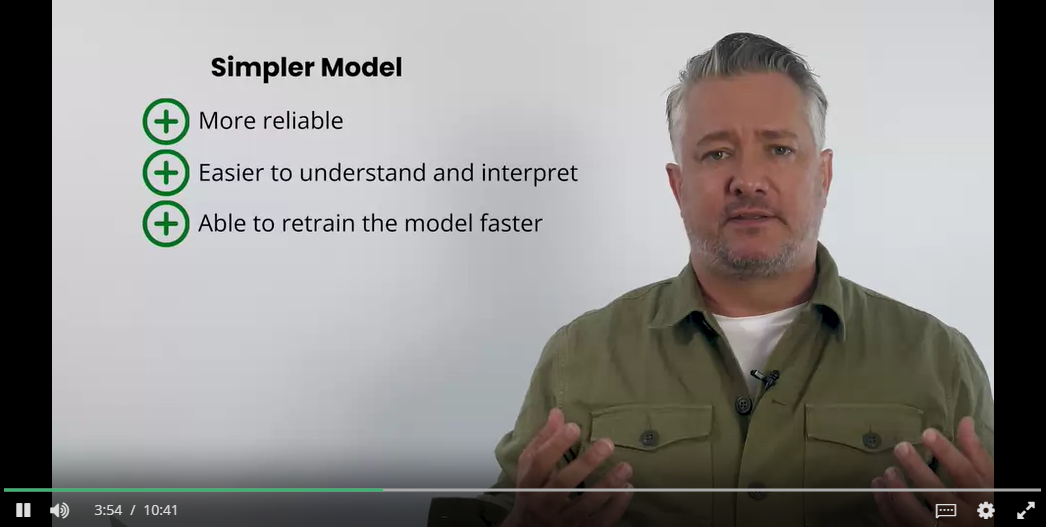 Simpler Model
More reliable
Easier to understand and interpret
Able to retrain the model faster
3:54 / 10:41